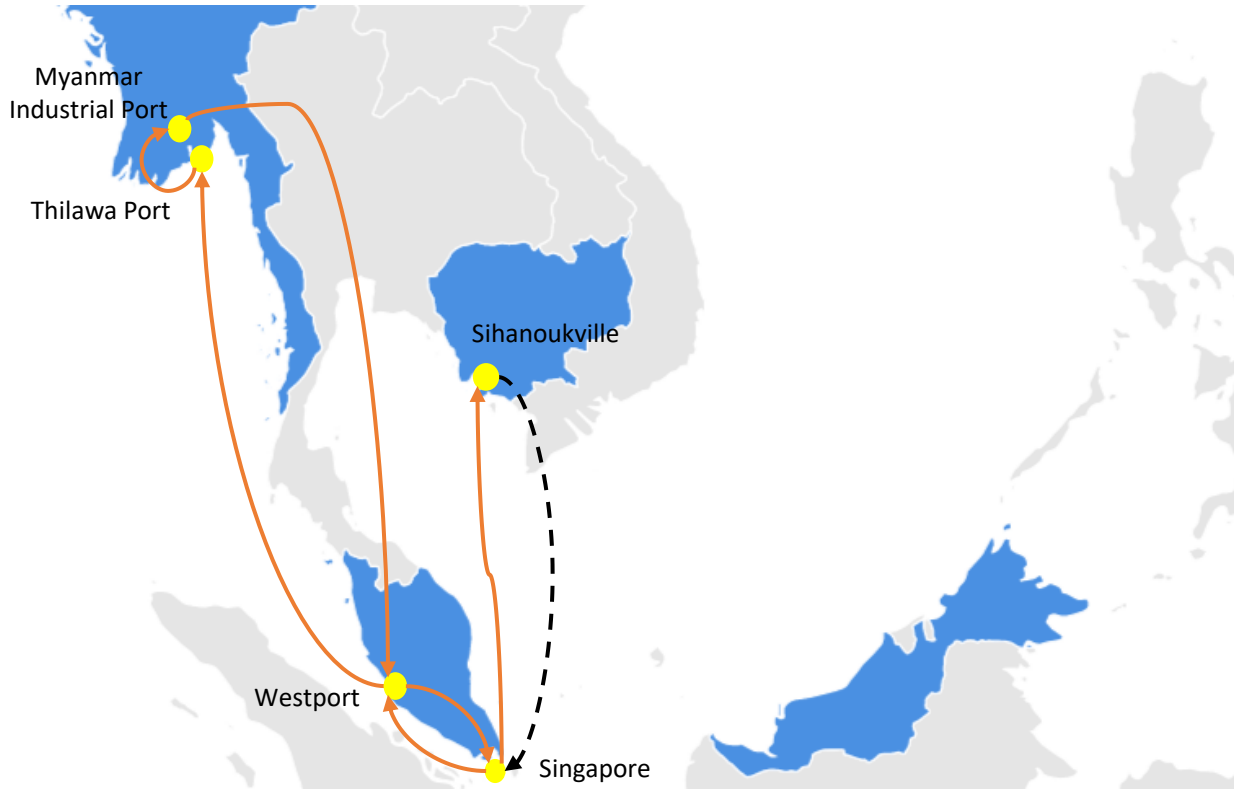 Myanmar
Industrial Port
Thilawa Port
Sihanoukville
Westport
Singapore